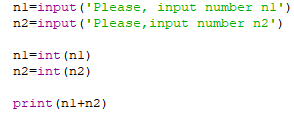 n1=input('Please, input number n1')
n2=input('Please,input number n2')
n1=int(n1)
n2=int(n2)
print(n1+n2)